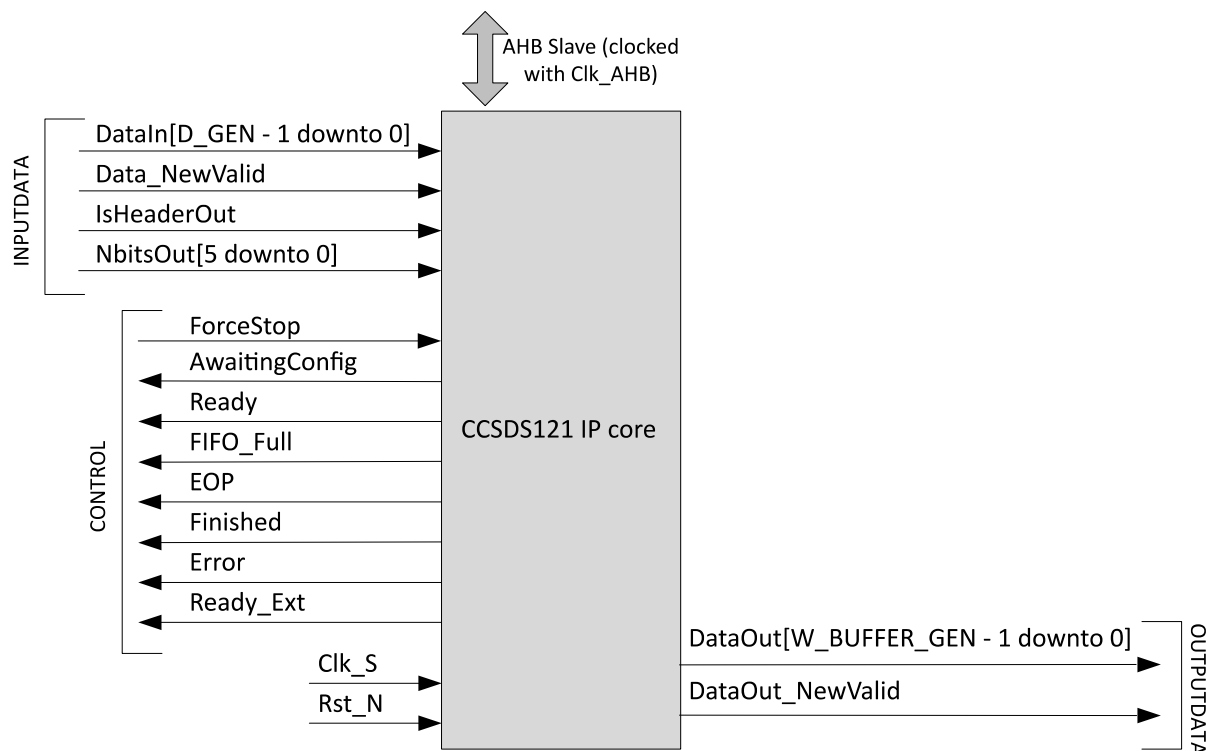 AHB Slave (clocked
with Clk_AHB)
INPUTDATA
DataIn[D_GEN - 1 downto 0]
Data_NewValid
IsHeaderOut
NbitsOut[5 downto 0]
CONTROL
ForceStop
AwaitingConfig
Ready
FIFO_Full
EOP
Finished
Error
Ready_Ext
Clk_S
Rst_N
CCSDS121 IP core
DataOut[W_BUFFER_GEN - 1 downto 0]
DataOut_NewValid
OUTPUTDATA